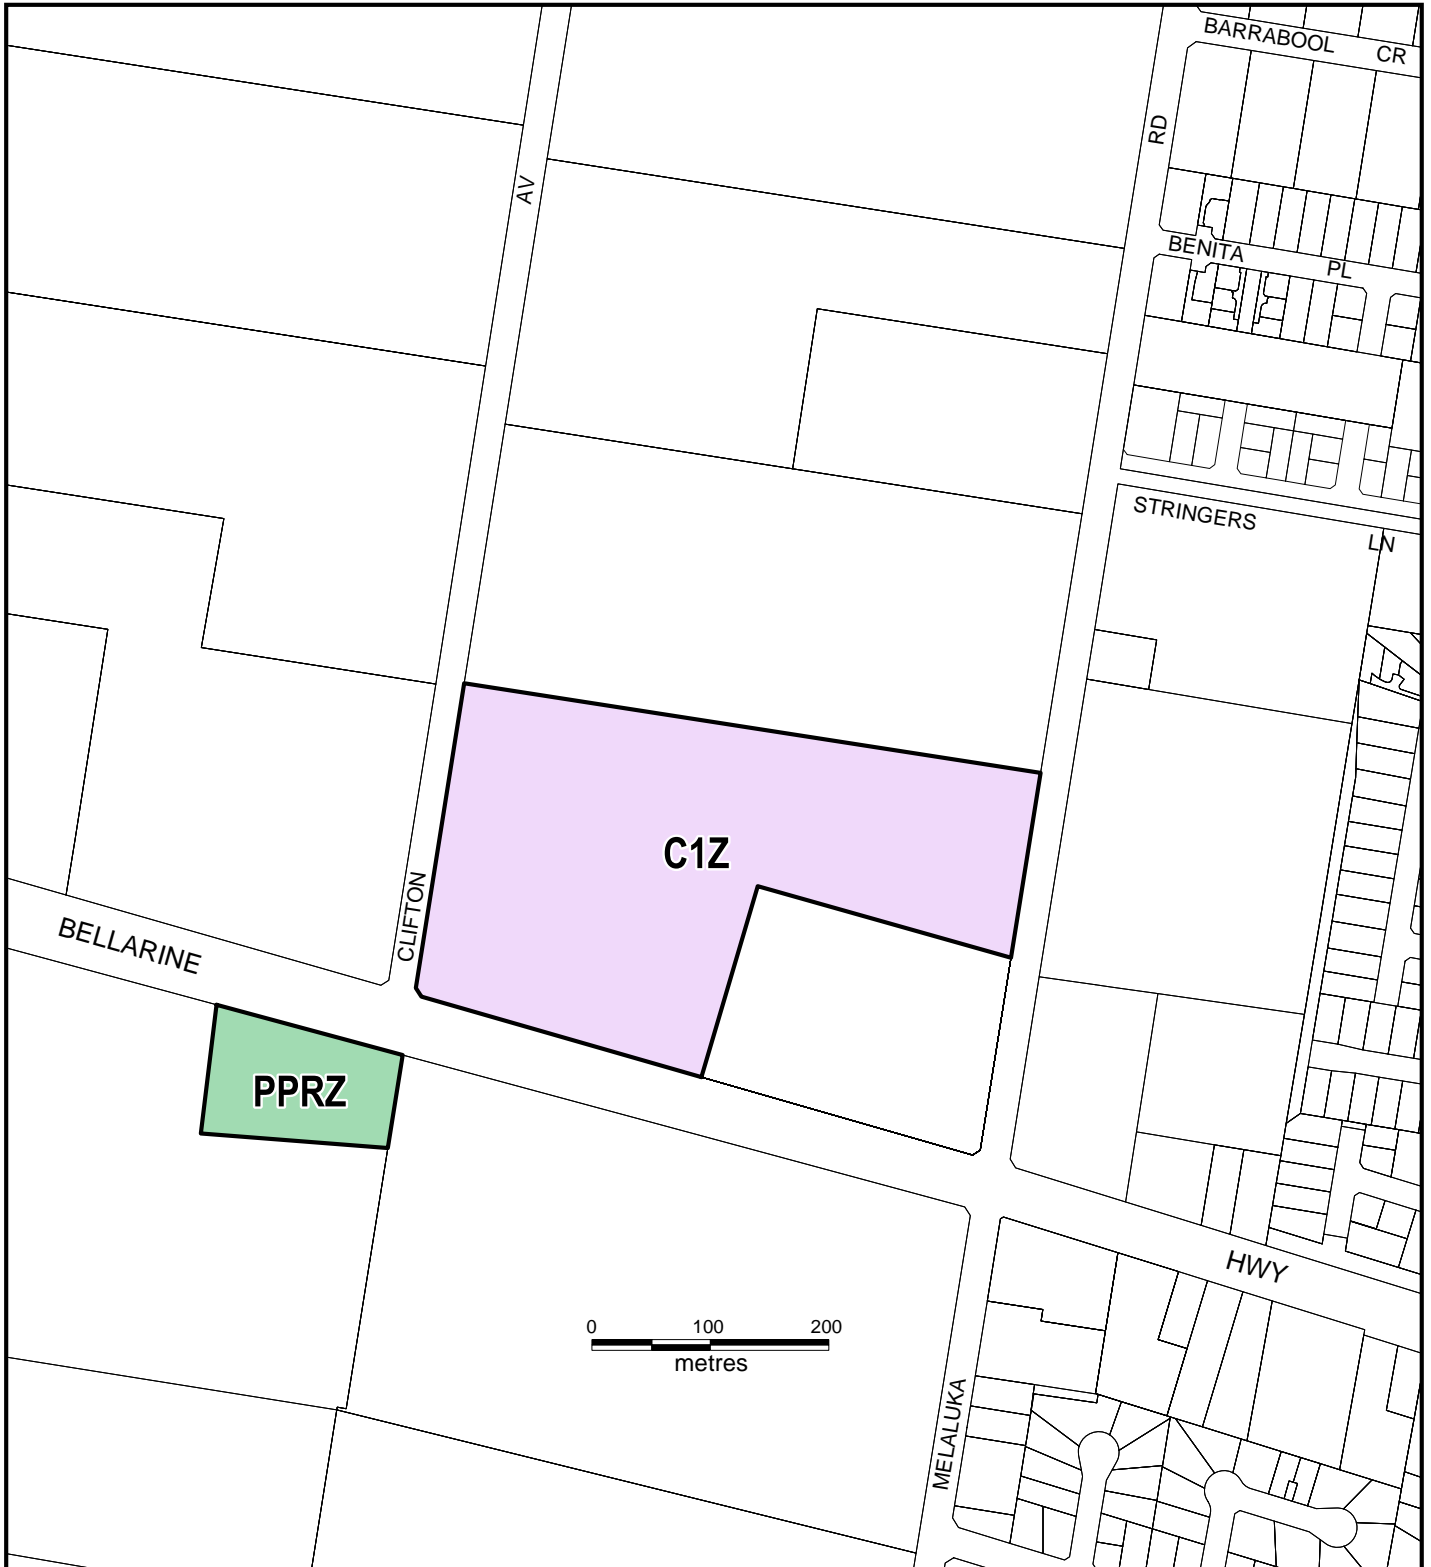 BARRABOOL CR
RD
AV
BENITA PL
STRINGERS LN
C1Z
CLIFTON
BELLARINE
PPRZ
HWY
0 100 200
metres
MELALUKA